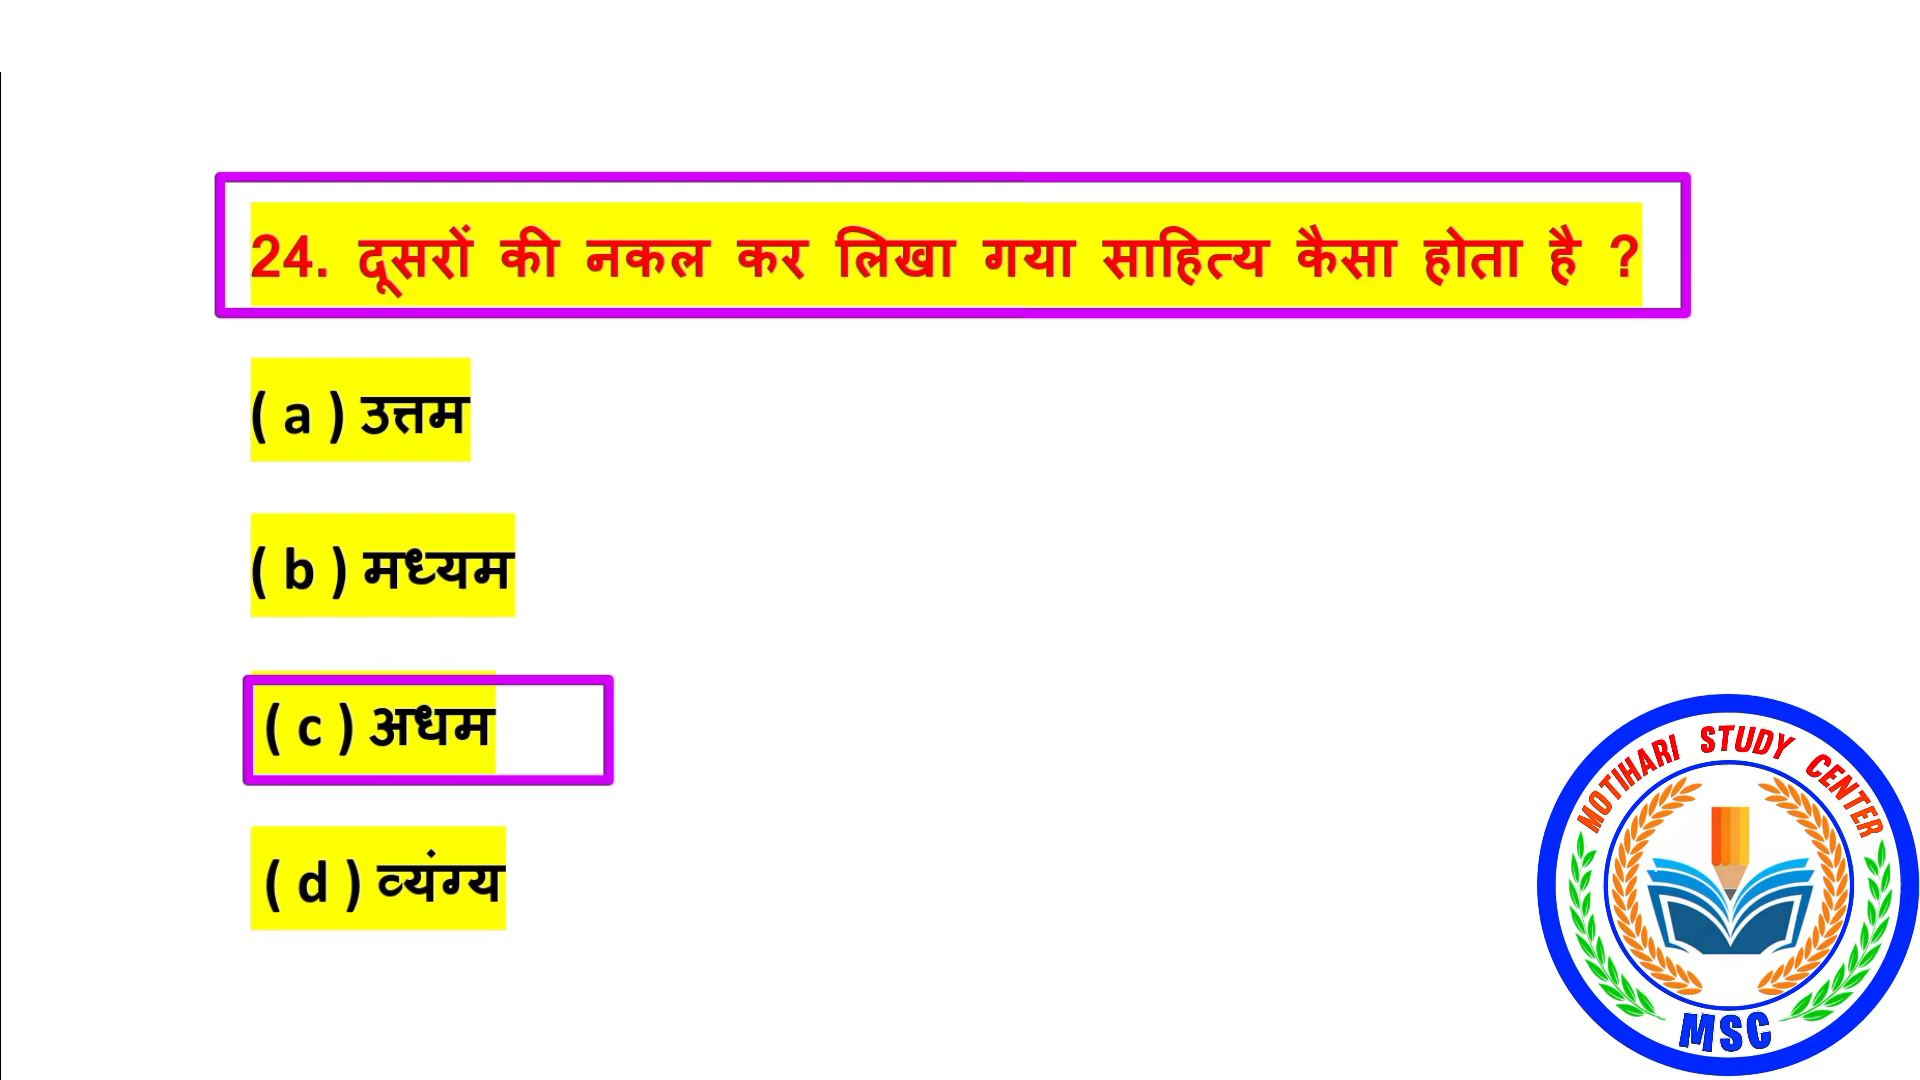 24. दूसरों की नकल कर लिखा गया साहित्य कैसा होता है ?
( a ) उत्तम
( b ) मध्यम
( c ) अधम
( d ) व्यंग्य
MOTIHARI STUDY CENTER
MSC